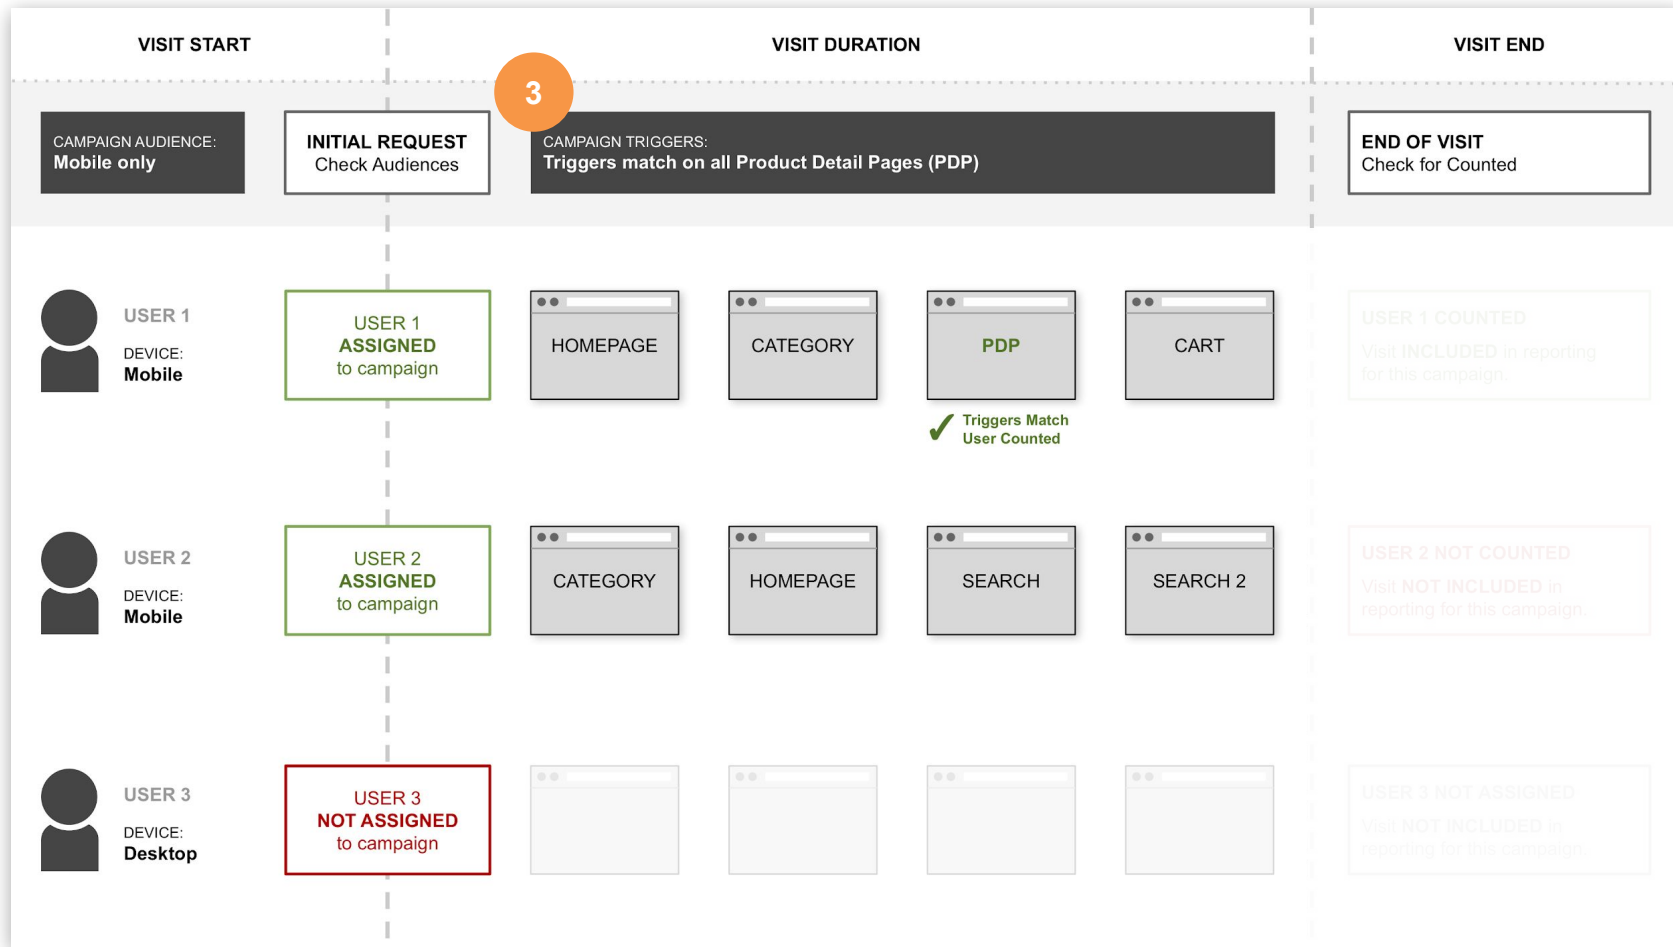 VISIT START
VISIT DURATION
VISIT END
3
CAMPAIGN AUDIENCE:
Mobile only
INITIAL REQUEST
Check Audiences
CAMPAIGN TRIGGERS:
Triggers match on all Product Detail Pages (PDP)
END OF VISIT
Check for Counted
USER 1
DEVICE:
Mobile
USER 1
ASSIGNED
to campaign
HOMEPAGE
CATEGORY
PDP
CART
Triggers Match
User Counted
USER 1 COUNTED
Visit INCLUDED in reporting
for this campaign.
USER 2
DEVICE:
Mobile
USER 2
ASSIGNED
to campaign
CATEGORY
HOMEPAGE
SEARCH
SEARCH 2
USER 2 NOT COUNTED
Visit NOT INCLUDED in
reporting for this campaign.
USER 3
DEVICE:
Desktop
USER 3
NOT ASSIGNED
to campaign
USER 3 NOT ASSIGNED
Visit NOT INCLUDED in
reporting for this campaign.